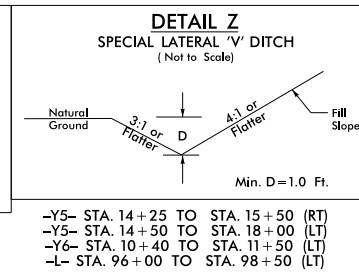 DETAIL Z
SPECIAL LATERAL 'V' DITCH
( Not to Scale)
Natural
Ground
3:1 or
Flatter
D
4:1 or
Flatter
Fill
Slope
Min. D=1.0 Ft.
-Y5- STA. 14+25 TO STA. 15+50 (RT)
-Y5- STA. 14+50 TO STA. 18+00 (LT)
-Y6- STA. 10+40 TO STA. 11+50 (LT)
-L- STA. 96+00 TO STA. 98+50 (LT)